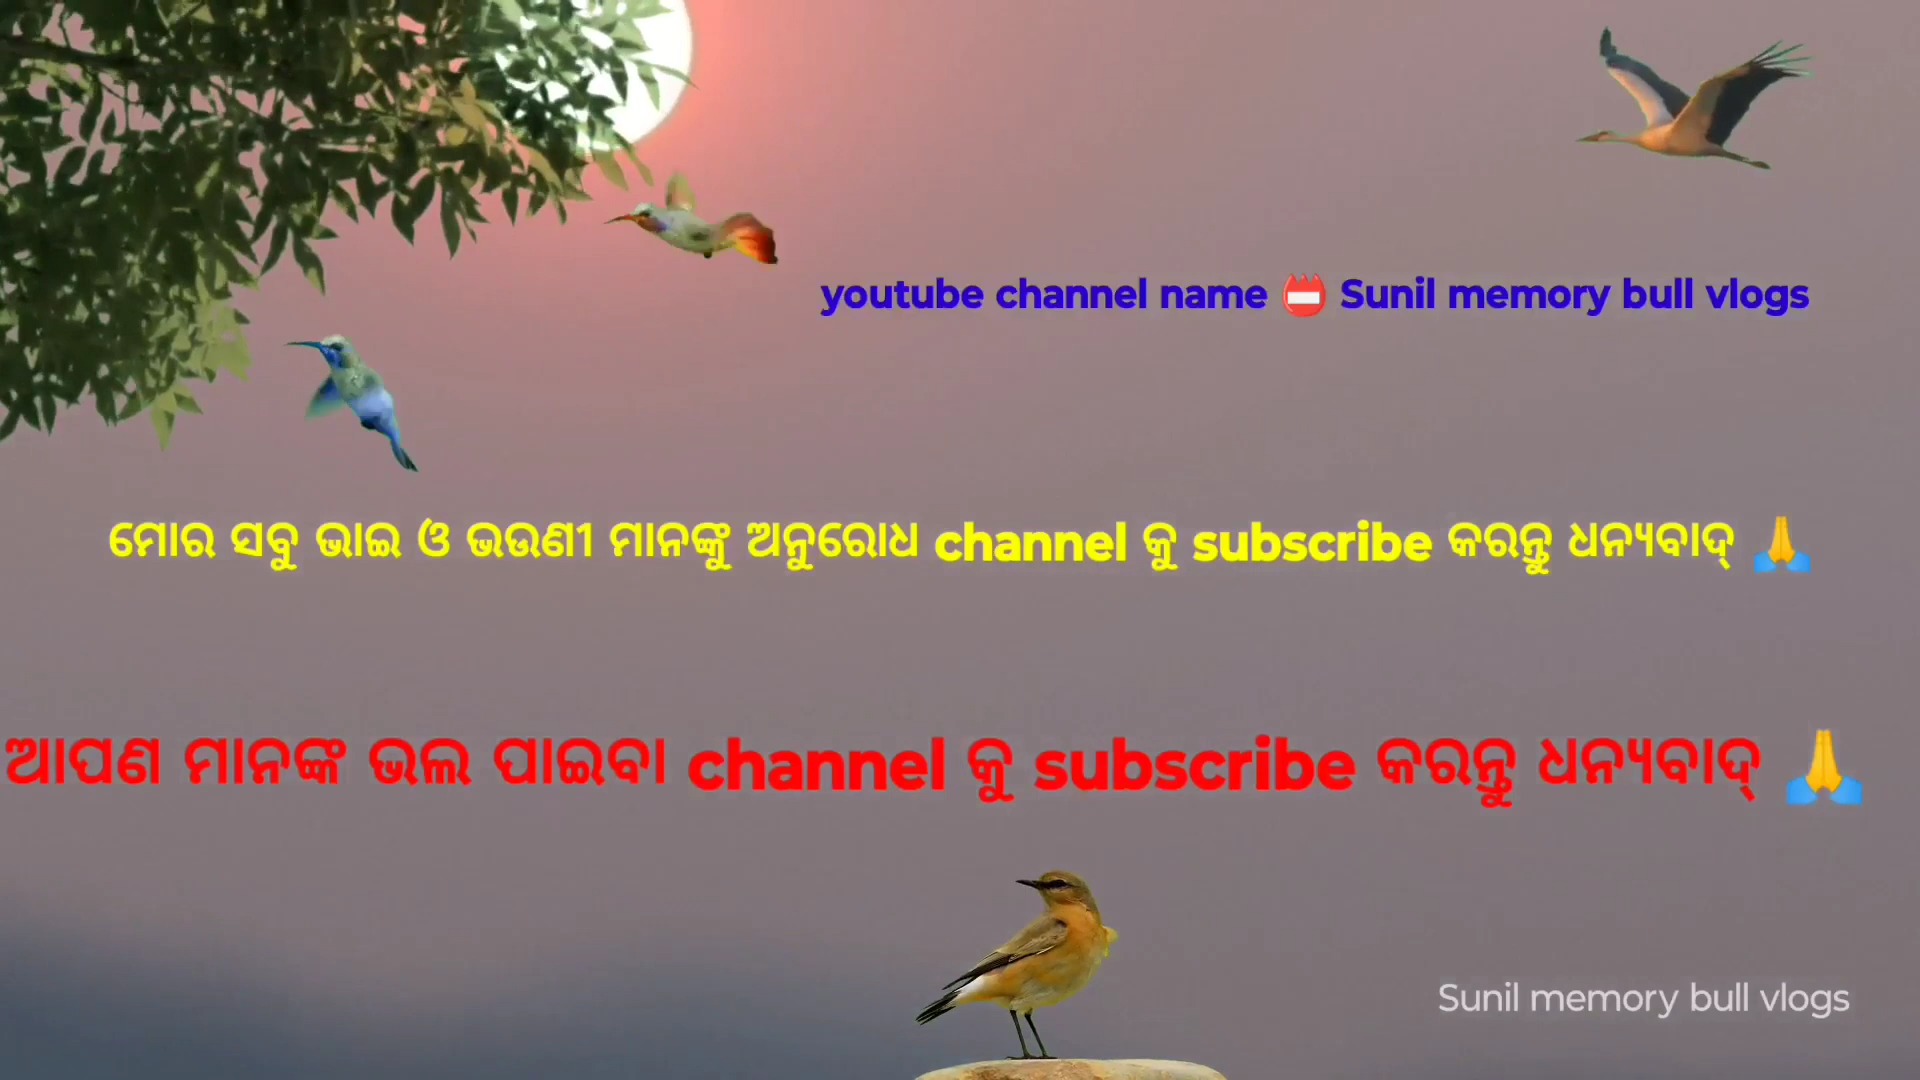 youtube channel name 📛 Sunil memory bull vlogs
ମୋର ସବୁ ଭାଇ ଓ ଭଉଣୀ ମାନଙ୍କୁ ଅନୁରୋଧ channel କୁ subscribe କରନ୍ତୁ ଧନ୍ୟବାଦ୍ 🙏
ଆପଣ ମାନଙ୍କ ଭଲ ପାଇବା channel କୁ subscribe କରନ୍ତୁ ଧନ୍ୟବାଦ୍ 🙏
Sunil memory bull vlogs